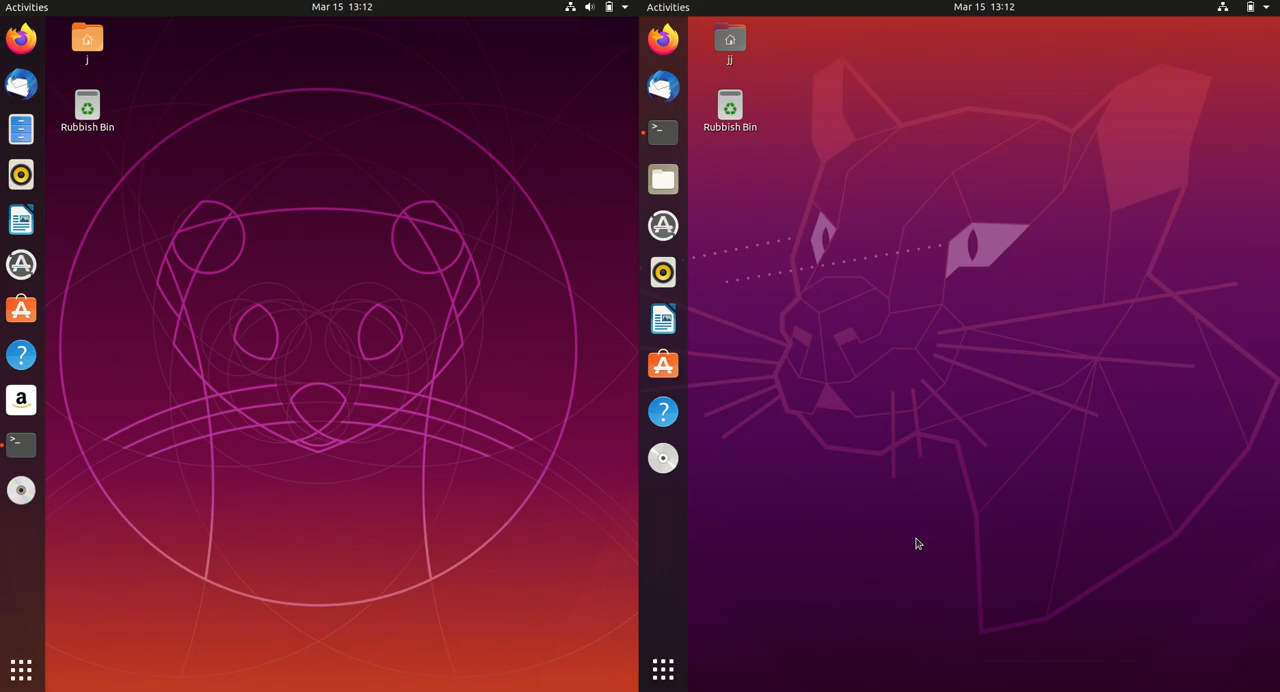 Activities
Mar 15 13:12
j
Rubbish Bin
?
a
>_
Activities
Mar 15 13:12
jj
Rubbish Bin
>_
?